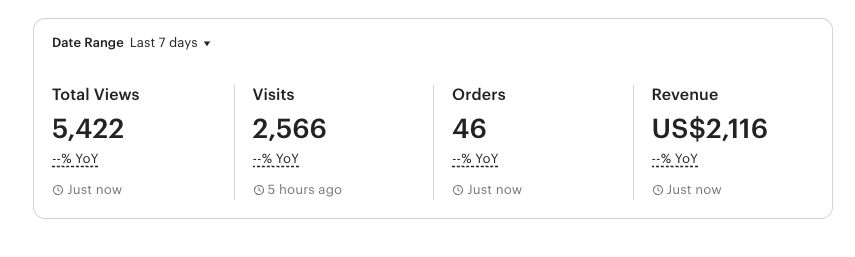 Date Range Last 7 days
Total Views
5,422
--% YoY
Just now
Visits
2,566
--% YoY
5 hours ago
Orders
46
--% YoY
Just now
Revenue
US$2,116
--% YoY
Just now